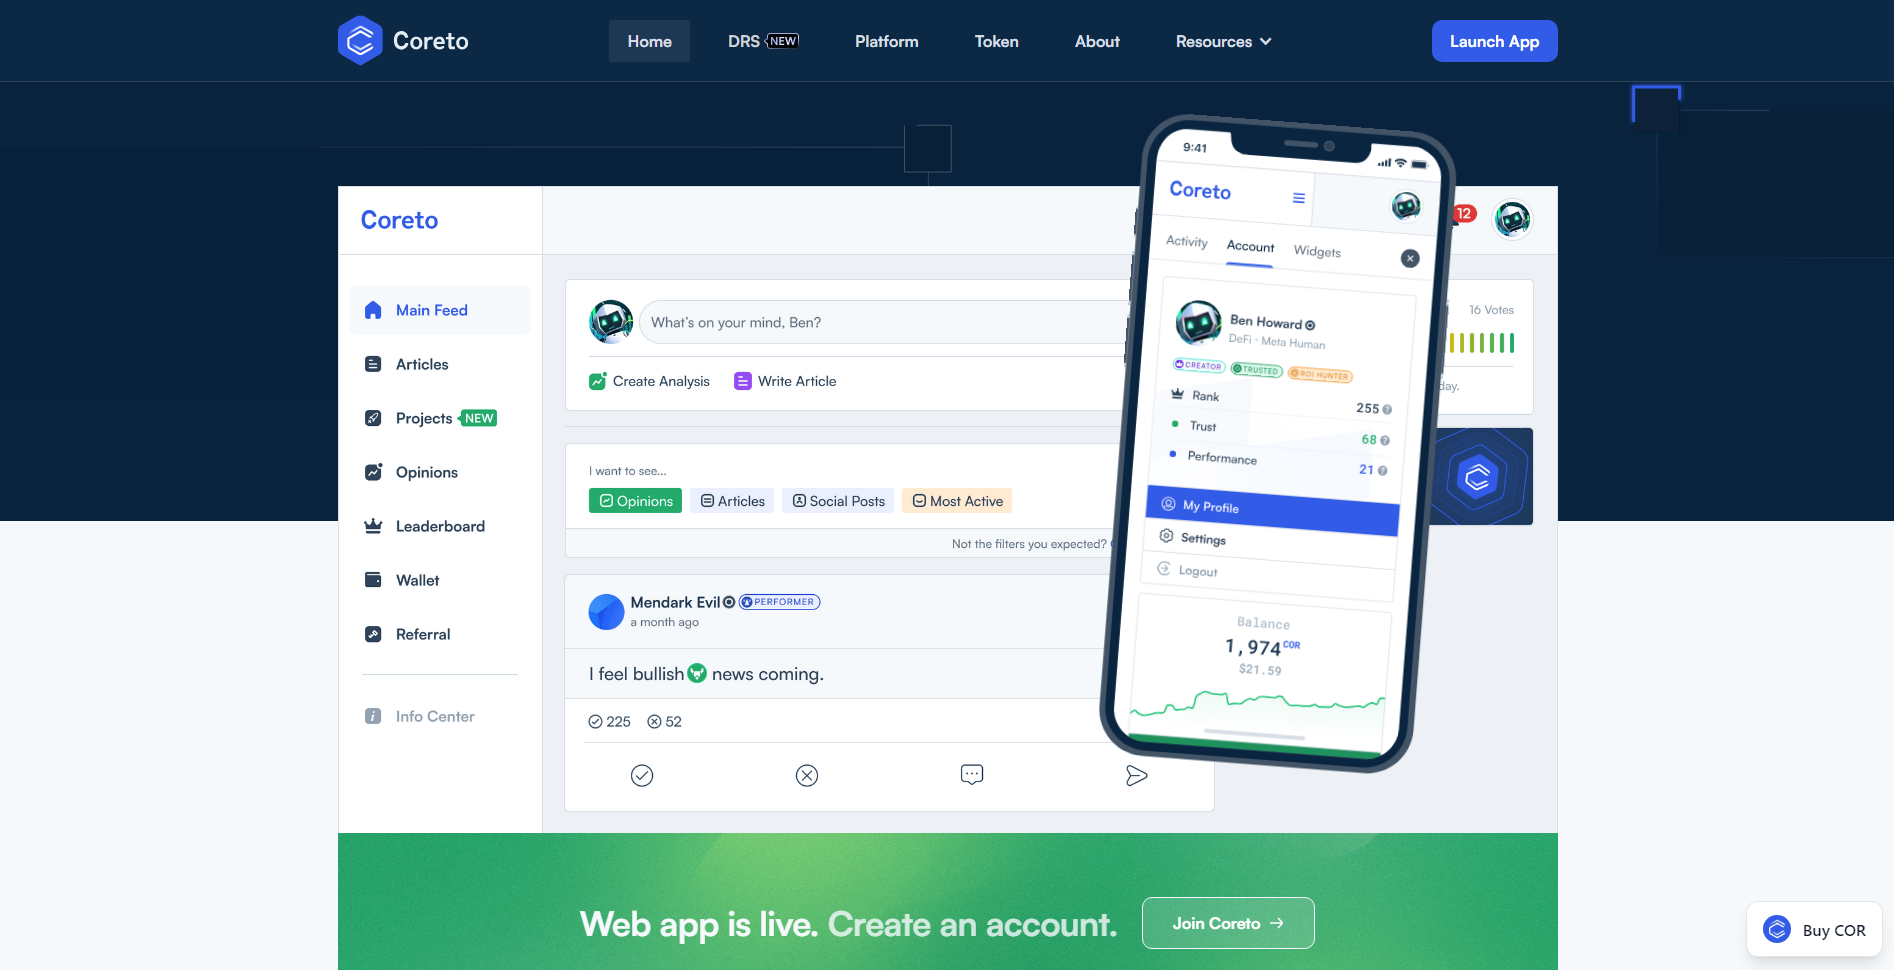 Coreto
Home
DRS NEW
Platform
Token
About
Resources
Launch App
Coreto
12
Main Feed
Articles
Projects NEW
Opinions
Leaderboard
Wallet
Referral
Info Center
What's on your mind, Ben?
Create Analysis
Write Article
I want to see...
Opinions
Articles
Social Posts
Most Active
Not the filters you expected?
Mendark Evil PERFORMER
a month ago
I feel bullish news coming.
225
52
16 Votes
9:41
Coreto
Activity
Account
Widgets
Ben Howard
DeFi - Meta Human
CREATOR
TRUSTED
ROI HUNTER
Rank
255
Trust
68
Performance
21
My Profile
Settings
Logout
Balance
1,974 COR
$21.59
Web app is live. Create an account.
Join Coreto →
Buy COR